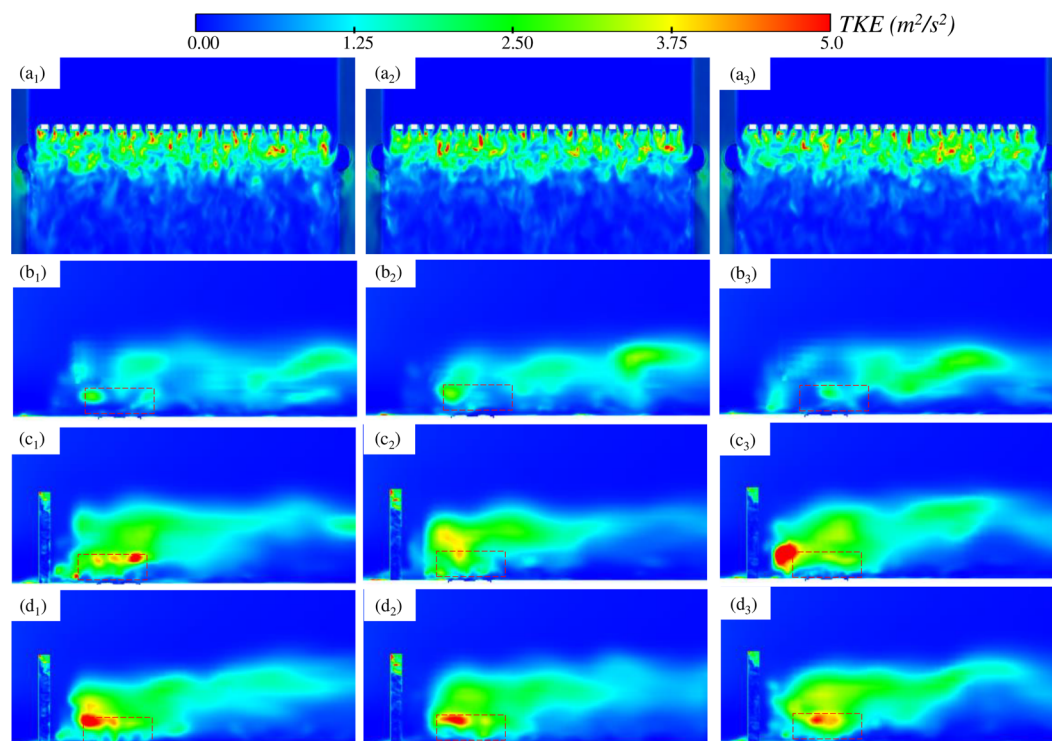 TKE (m²/s²)
0.00 1.25 2.50 3.75 5.0
(a₁) (a₂) (a₃)
(b₁) (b₂) (b₃)
(c₁) (c₂) (c₃)
(d₁) (d₂) (d₃)